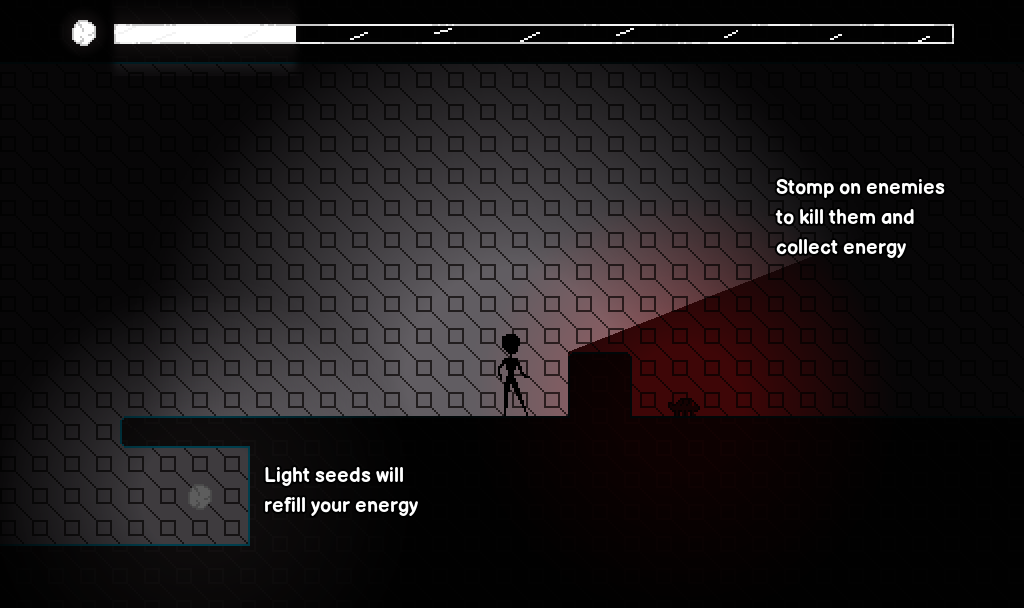 Stomp on enemies
to kill them and
collect energy
Light seeds will
refill your energy